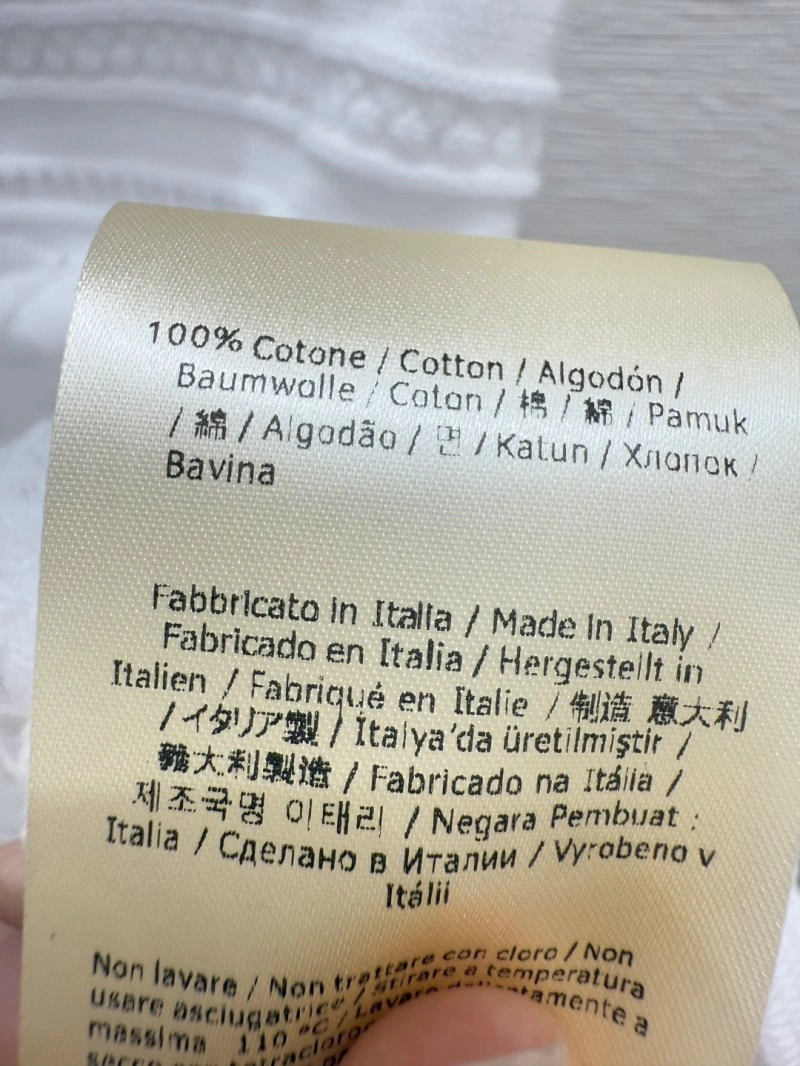 100% Cotone / Cotton / Algodón /
Baumwolle / Coton / 棉 / 綿 / Pamuk
/ 綿 / Algodão / 면 / Katun / Хлопок /
Bavlna
Fabbricato in Italia / Made in Italy /
Fabricado en Italia / Hergestellt in
Italien / Fabriqué en Italie / 制造 意大利
/ イタリア製 / İtalya'da üretilmiştir /
義大利製造 / Fabricado na Itália /
제조국명 이태리 / Negara Pembuat :
Italia / Сделано в Италии / Vyrobeno v
Itálii
Non lavare / Non trattare con cloro / Non
usare asciugatrice / Stirare a temperatura
massima 110 °C / Lavare delicatamente a
secco con tetracloro